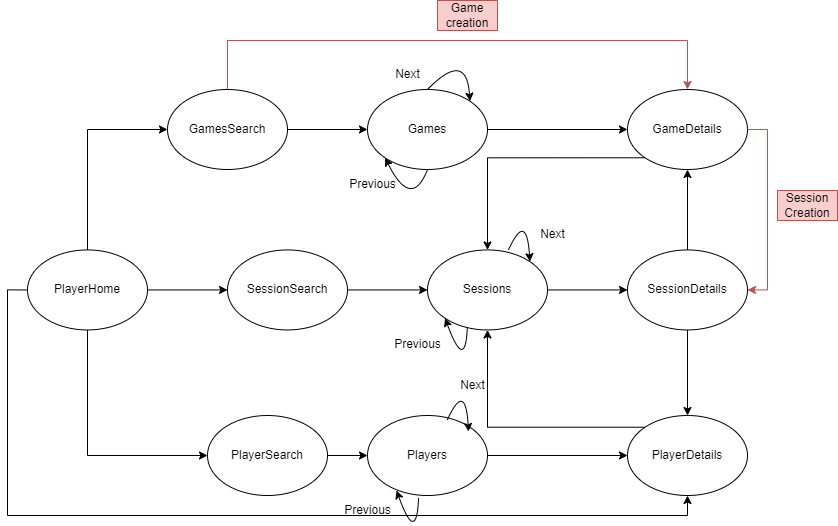 Game
creation
Next
GamesSearch
Games
GameDetails
Previous
Session
Creation
Next
PlayerHome
SessionSearch
Sessions
SessionDetails
Previous
Next
PlayerSearch
Players
PlayerDetails
Previous